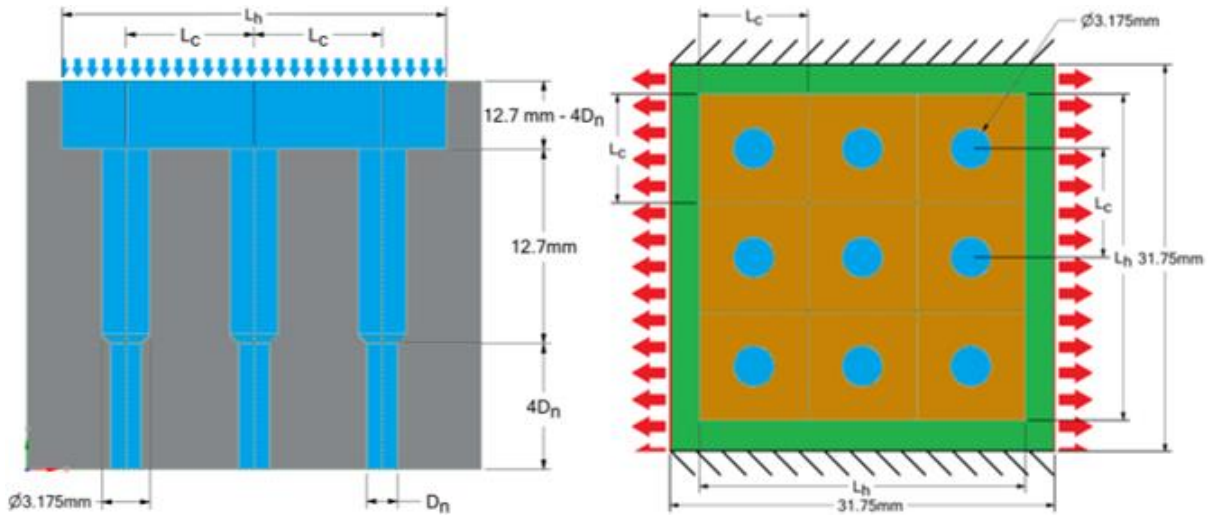 Lh
Lc
Lc
12.7 mm - 4Dn
12.7mm
4Dn
Ø3.175mm
Dn
Lc
Ø3.175mm
Lc
Lc
Lh 31.75mm
Lh
31.75mm